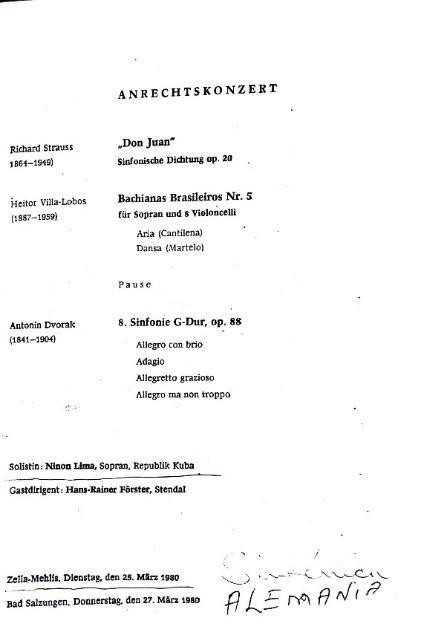 ANRECHTSKONZERT
Richard Strauss
1864—1949)
„Don Juan"
Sinfonische Dichtung op. 20
Heitor Villa-Lobos
(1887—1959)
Bachianas Brasileiros Nr. 5
für Sopran und 8 Violoncelli
Aria (Cantilena)
Dansa (Martelo)
Pause
Antonin Dvorak
(1841—1904)
8. Sinfonie G-Dur, op. 88
Allegro con brio
Adagio
Allegretto grazioso
Allegro ma non troppo
Solistin: Ninon Lima, Sopran, Republik Kuba
Gastdirigent: Hans-Rainer Förster, Stendal
Zella-Mehlis, Dienstag, den 25. März 1980
Bad Salzungen, Donnerstag, den 27. März 1980
ALEMANIA